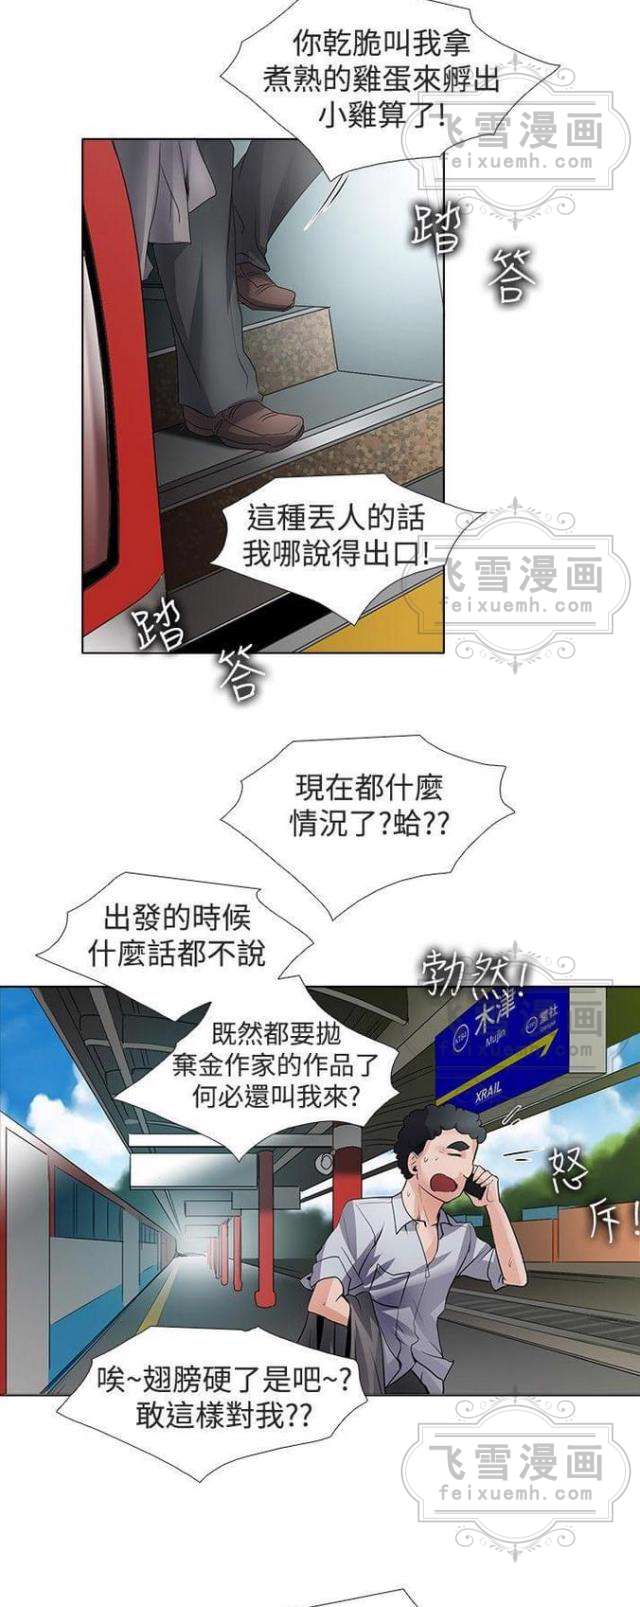 你乾脆叫我拿
煮熟的雞蛋來孵出
小雞算了!
飞雪漫画
feixuemh.com
踏
答
這種丟人的話
我哪說得出口!
飞雪漫画
feixuemh.com
踏
答
現在都什麼
情況了?蛤??
出發的時候
什麼話都不說
勃然!
既然都要拋
棄金作家的作品了
何必還叫我來?
木津
Mujin
堂社
XRAIL
怒
斥!
唉~翅膀硬了是吧~?
敢這樣對我??
飞雪漫画
feixuemh.com